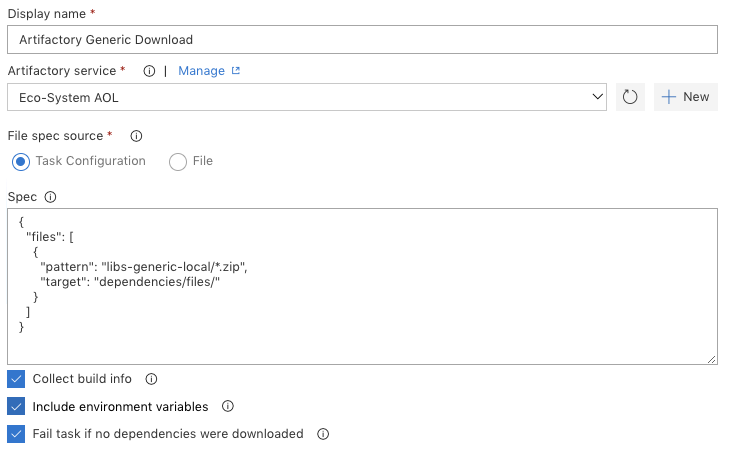 Display name *
Artifactory Generic Download
Artifactory service * | Manage
Eco-System AOL
New
File spec source *
Task Configuration File
Spec
{
"files": [
{
"pattern": "libs-generic-local/*.zip",
"target": "dependencies/files/"
}
]
}
Collect build info
Include environment variables
Fail task if no dependencies were downloaded